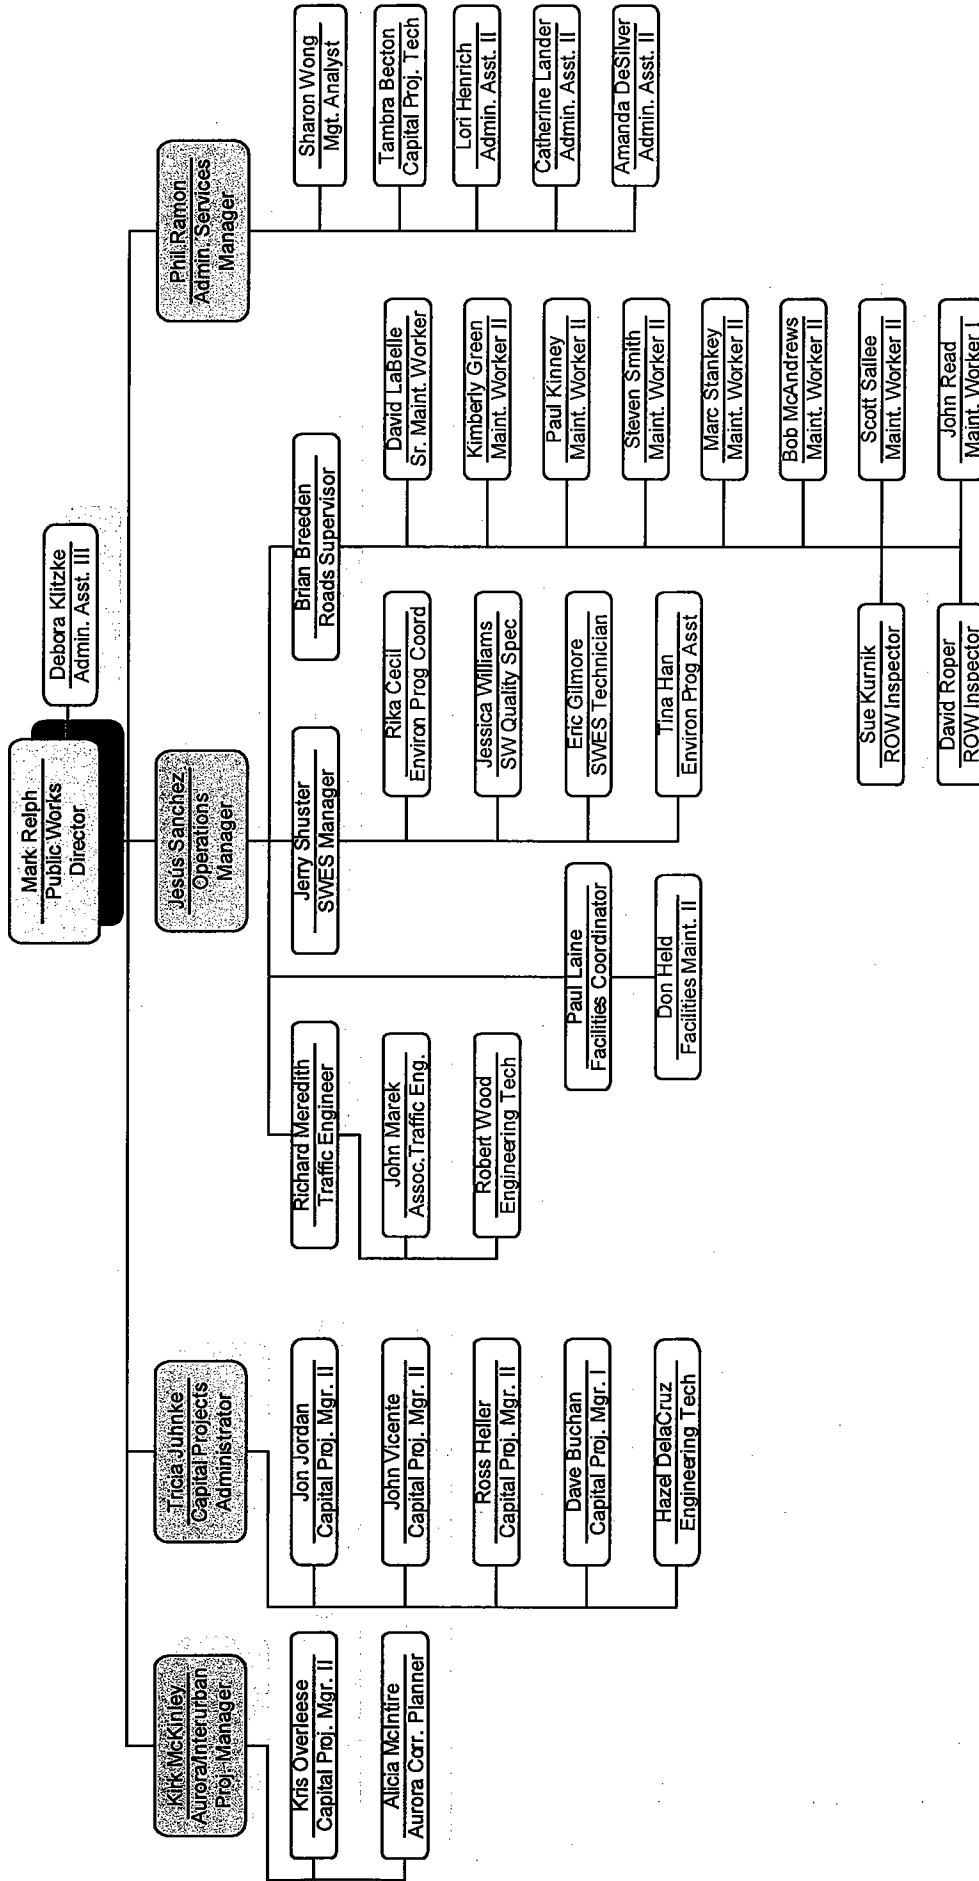 Mark Relph
Public Works
Director
Debora Klitzke
Admin. Asst. III
Kirk McKinley
Aurora/Interurban
Proj. Manager
Kris Overleese
Capital Proj. Mgr. II
Alicia McIntire
Aurora Corr. Planner
Tricia Juhnke
Capital Projects
Administrator
Jon Jordan
Capital Proj. Mgr. II
John Vicente
Capital Proj. Mgr. II
Ross Heller
Capital Proj. Mgr. II
Dave Buchan
Capital Proj. Mgr. I
Hazel DelaCruz
Engineering Tech
Jesus Sanchez
Operations
Manager
Richard Meredith
Traffic Engineer
John Marek
Assoc.Traffic Eng.
Robert Wood
Engineering Tech
Paul Laine
Facilities Coordinator
Don Held
Facilities Maint. II
Jerry Shuster
SWES Manager
Rika Cecil
Environ Prog Coord
Jessica Williams
SW Quality Spec
Eric Gilmore
SWES Technician
Tina Han
Environ Prog Asst
Brian Breeden
Roads Supervisor
David LaBelle
Sr. Maint. Worker
Kimberly Green
Maint. Worker II
Paul Kinney
Maint. Worker II
Steven Smith
Maint. Worker II
Marc Stankey
Maint. Worker II
Bob McAndrews
Maint. Worker II
Scott Sallee
Maint. Worker II
John Read
Maint. Worker I
Sue Kurnik
ROW Inspector
David Roper
ROW Inspector
Phil Ramon
Admin. Services
Manager
Sharon Wong
Mgt. Analyst
Tambra Becton
Capital Proj. Tech
Lori Henrich
Admin. Asst. II
Catherine Lander
Admin. Asst. II
Amanda DeSilver
Admin. Asst. II